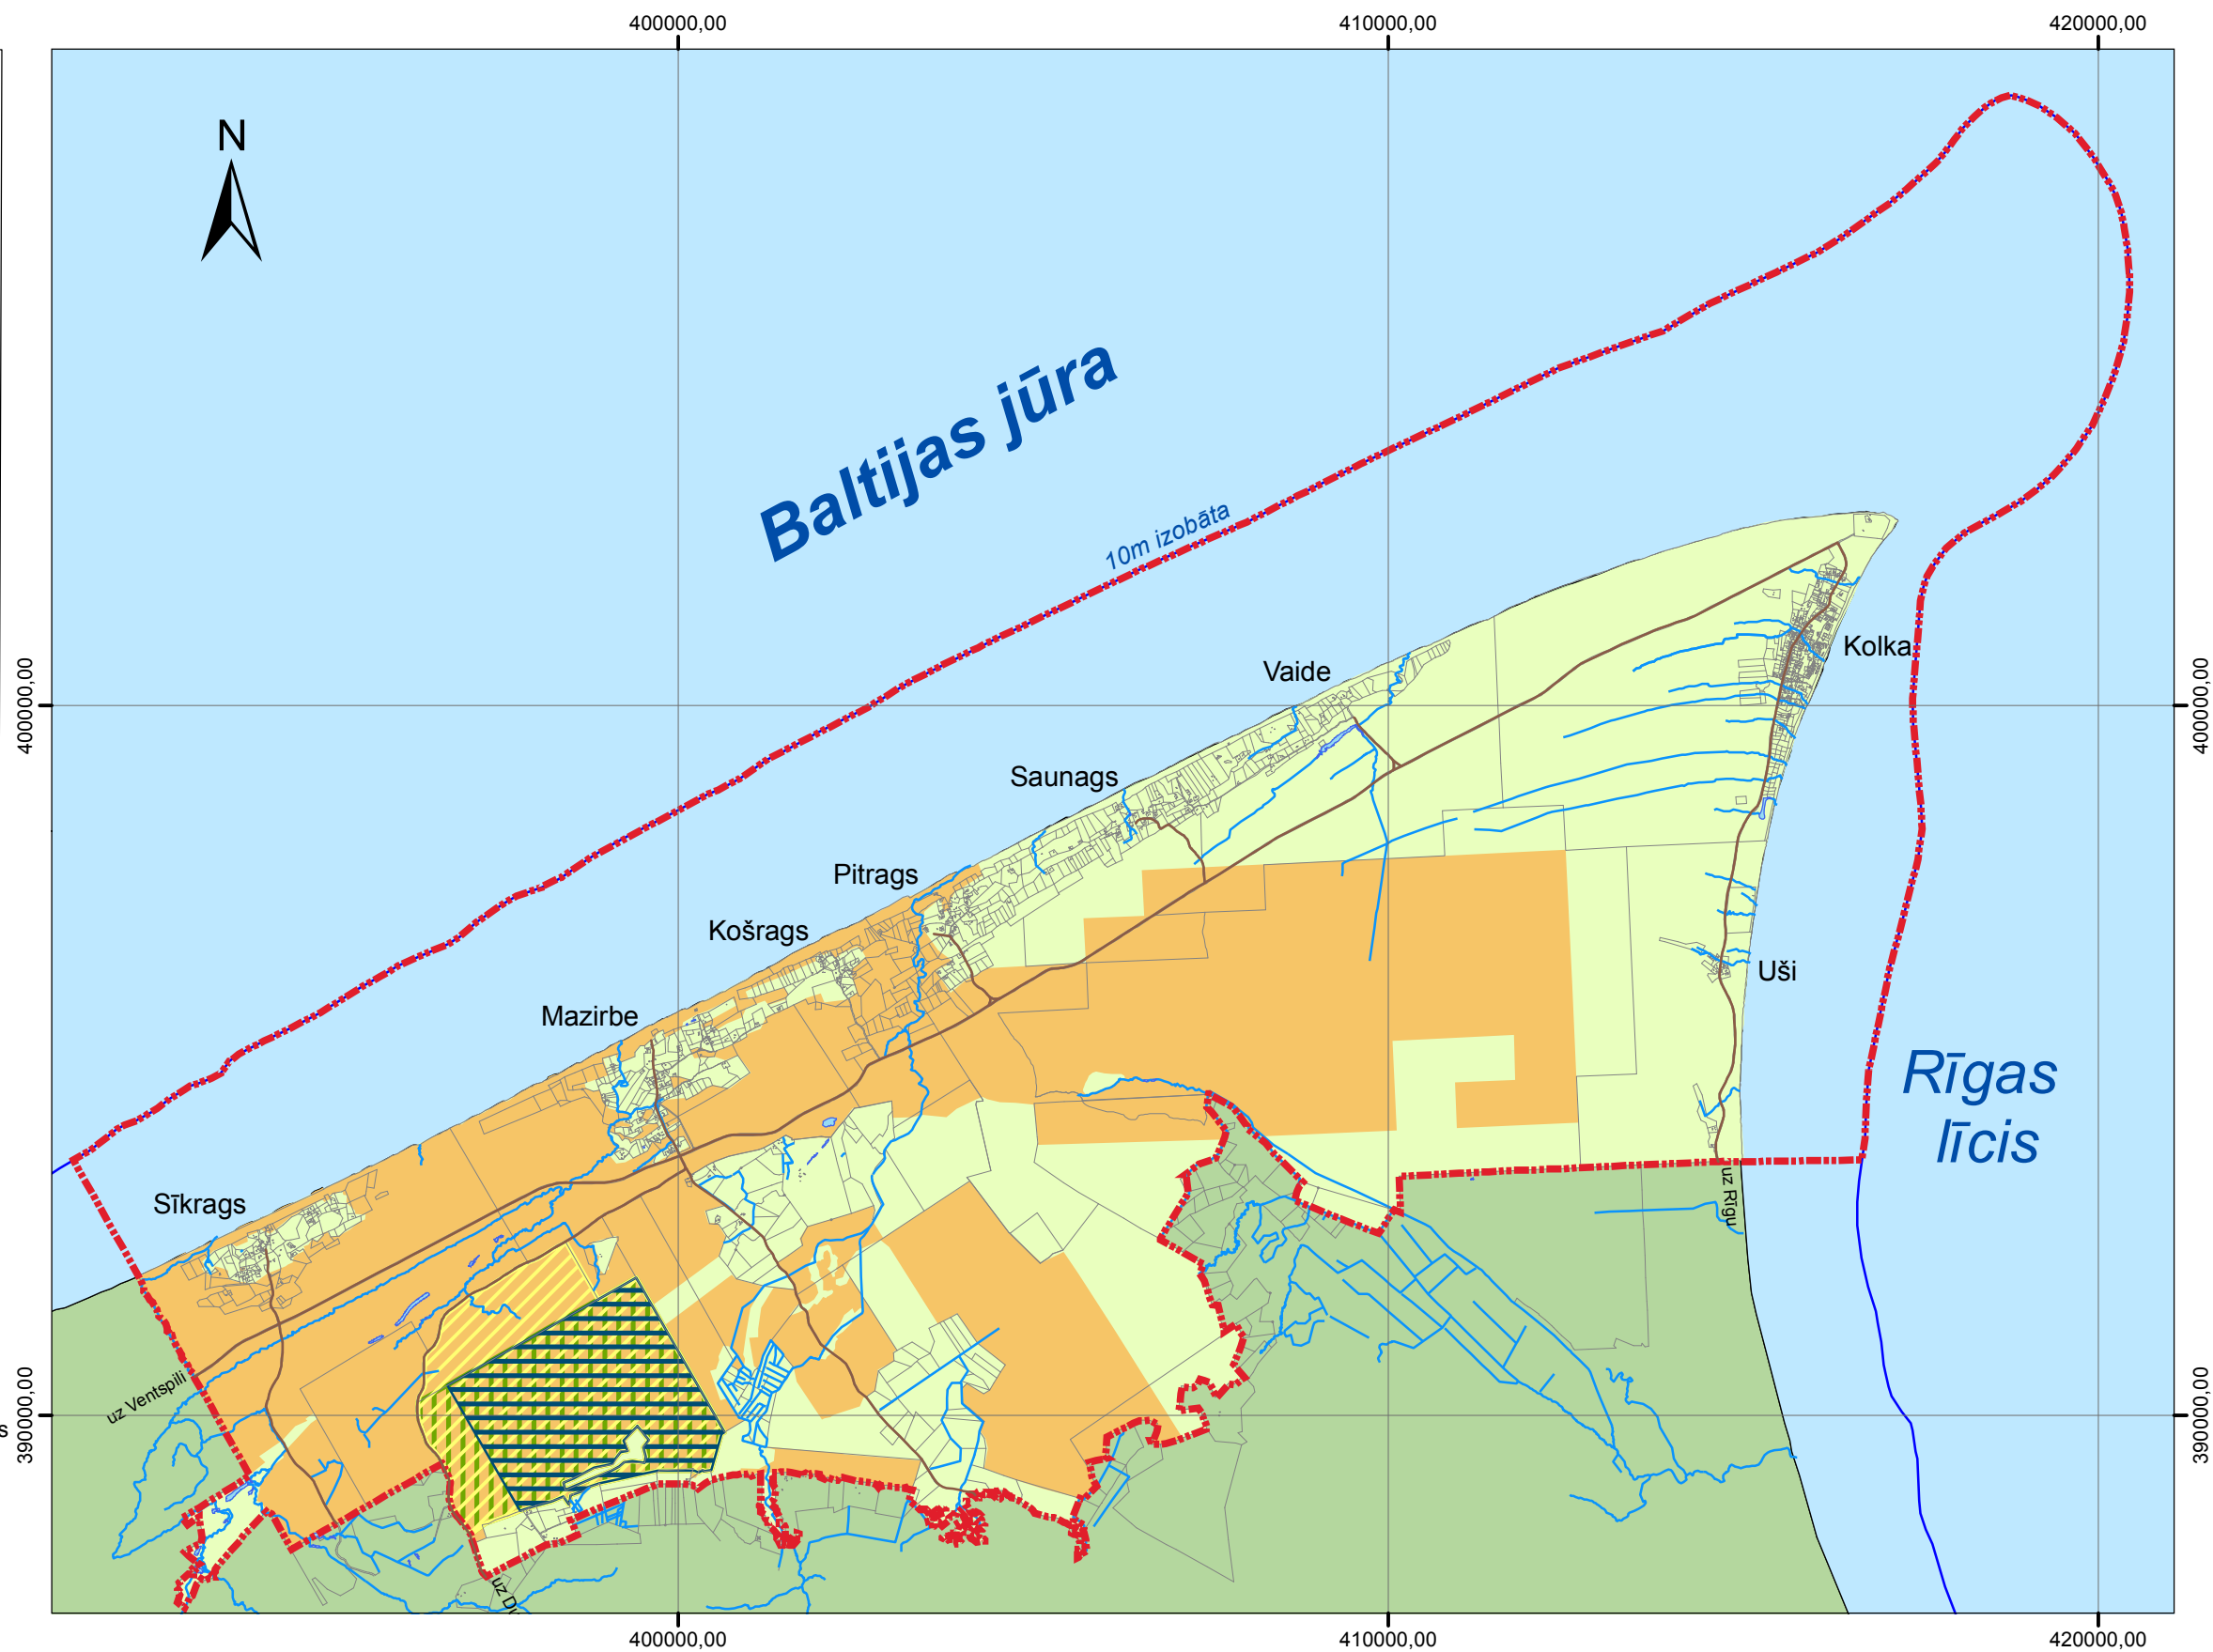 400000,00
410000,00
420000,00
N
Baltijas jūra
10m izobāta
Kolka
Vaide
400000,00
400000,00
Saunags
Pitrags
Košrags
Uši
Mazirbe
Rīgas
līcis
Sīkrags
uz Rīgu
uz Ventspili
390000,00
390000,00
s
uz Du
400000,00
410000,00
420000,00